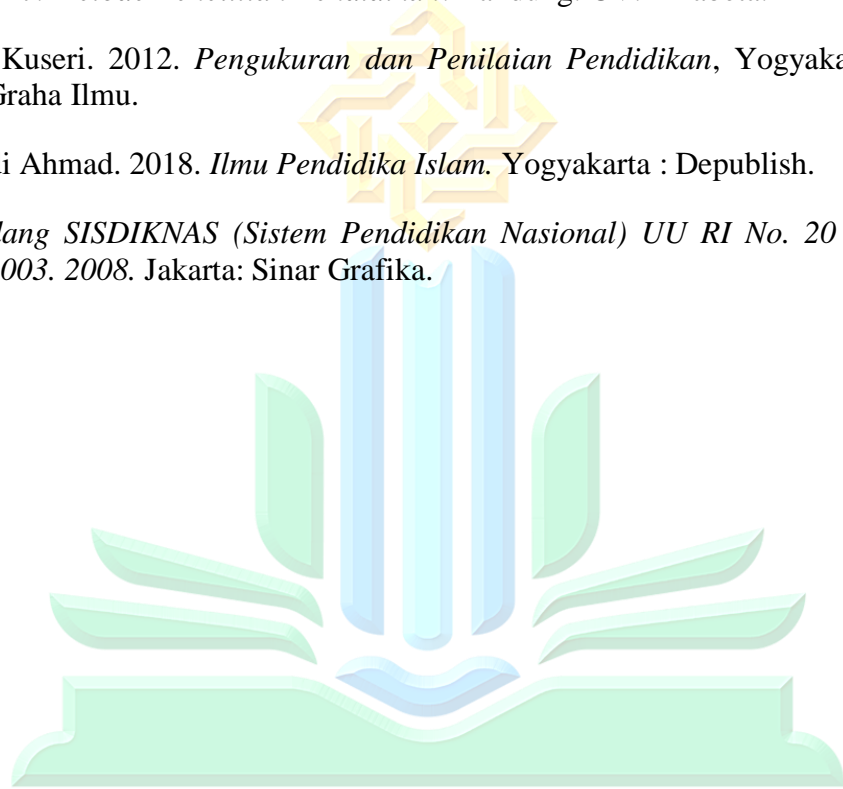 Kuseri. 2012. Pengukuran dan Penilaian Pendidikan, Yogyaka
Graha Ilmu.
Ahmad. 2018. Ilmu Pendidika Islam. Yogyakarta : Depublish.
SISDIKNAS (Sistem Pendidikan Nasional) UU RI No. 20
003. 2008. Jakarta: Sinar Grafika.